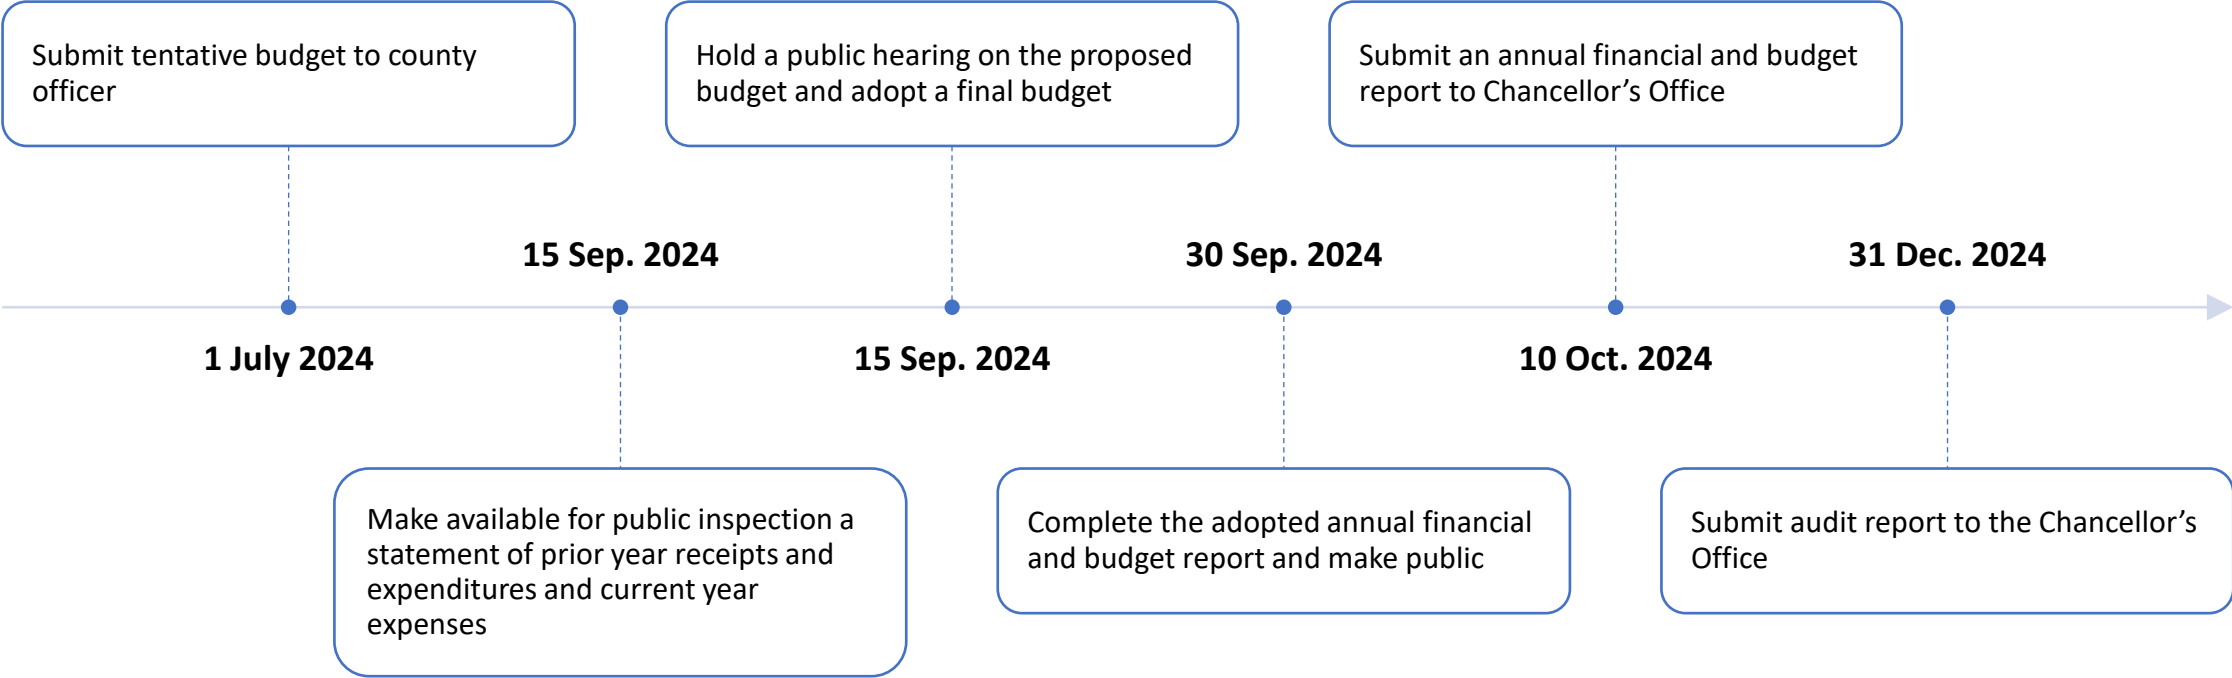 Submit tentative budget to county
officer
Hold a public hearing on the proposed
budget and adopt a final budget
Submit an annual financial and budget
report to Chancellor’s Office
15 Sep. 2024
30 Sep. 2024
31 Dec. 2024
1 July 2024
15 Sep. 2024
10 Oct. 2024
Make available for public inspection a
statement of prior year receipts and
expenditures and current year
expenses
Complete the adopted annual financial
and budget report and make public
Submit audit report to the Chancellor’s
Office